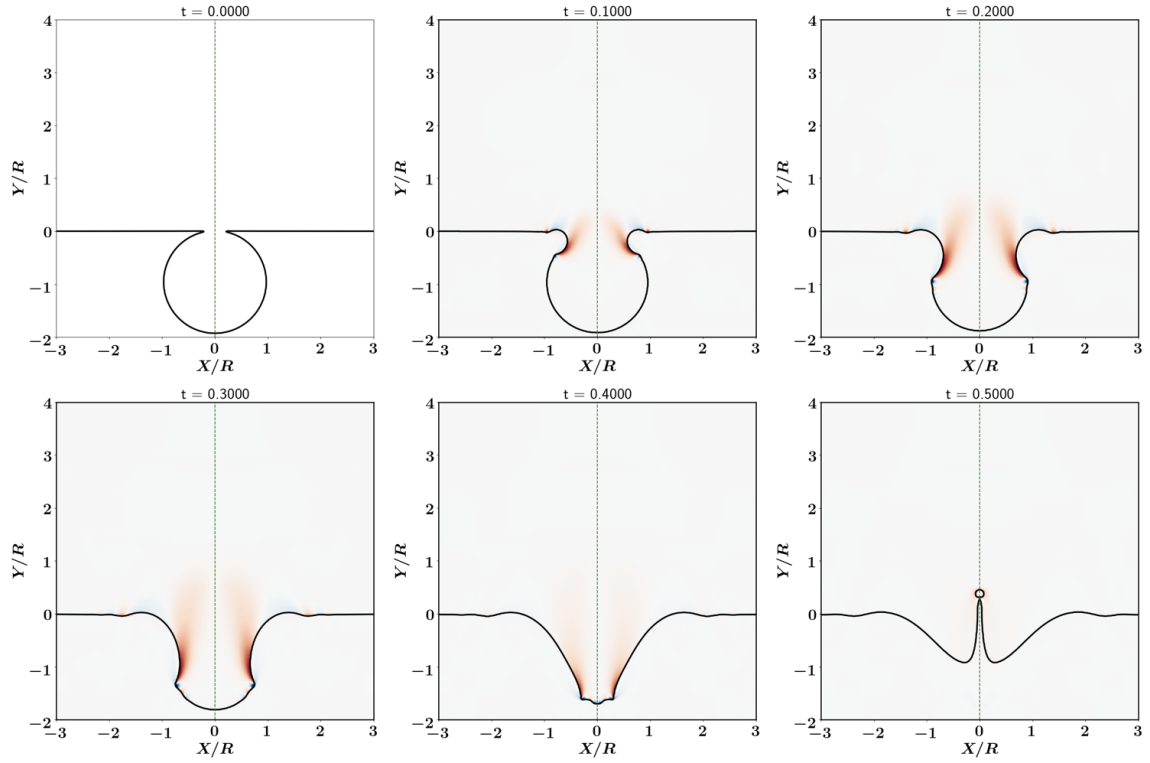 t = 0.0000 t = 0.1000 t = 0.2000
4 4 4
3 3 3
2 2 2
1 1 1
Y/R Y/R Y/R
0 0 0
−1 −1 −1
−2 −2 −2
−3 −2 −1 0 1 2 3 −3 −2 −1 0 1 2 3 −3 −2 −1 0 1 2 3
X/R X/R X/R
t = 0.3000 t = 0.4000 t = 0.5000
4 4 4
3 3 3
2 2 2
1 1 1
Y/R Y/R Y/R
0 0 0
−1 −1 −1
−2 −2 −2
−3 −2 −1 0 1 2 3 −3 −2 −1 0 1 2 3 −3 −2 −1 0 1 2 3
X/R X/R X/R